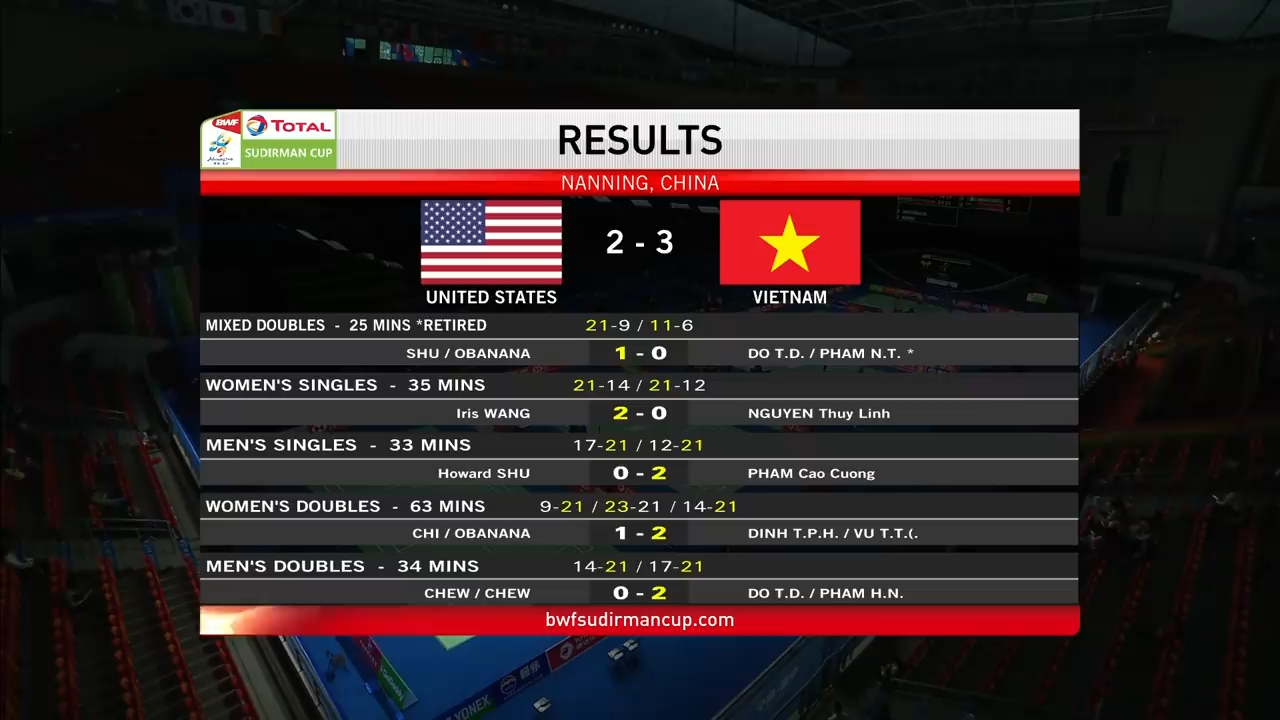 BWF TOTAL
SUDIRMAN CUP
RESULTS
NANNING, CHINA
2 - 3
UNITED STATES VIETNAM
MIXED DOUBLES - 25 MINS *RETIRED 21-9 / 11-6
SHU / OBANANA 1 - 0 DO T.D. / PHAM N.T. *
WOMEN'S SINGLES - 35 MINS 21-14 / 21-12
Iris WANG 2 - 0 NGUYEN Thuy Linh
MEN'S SINGLES - 33 MINS 17-21 / 12-21
Howard SHU 0 - 2 PHAM Cao Cuong
WOMEN'S DOUBLES - 63 MINS 9-21 / 23-21 / 14-21
CHI / OBANANA 1 - 2 DINH T.P.H. / VU T.T.(.
MEN'S DOUBLES - 34 MINS 14-21 / 17-21
CHEW / CHEW 0 - 2 DO T.D. / PHAM H.N.
bwfsudirmancup.com
YONEX